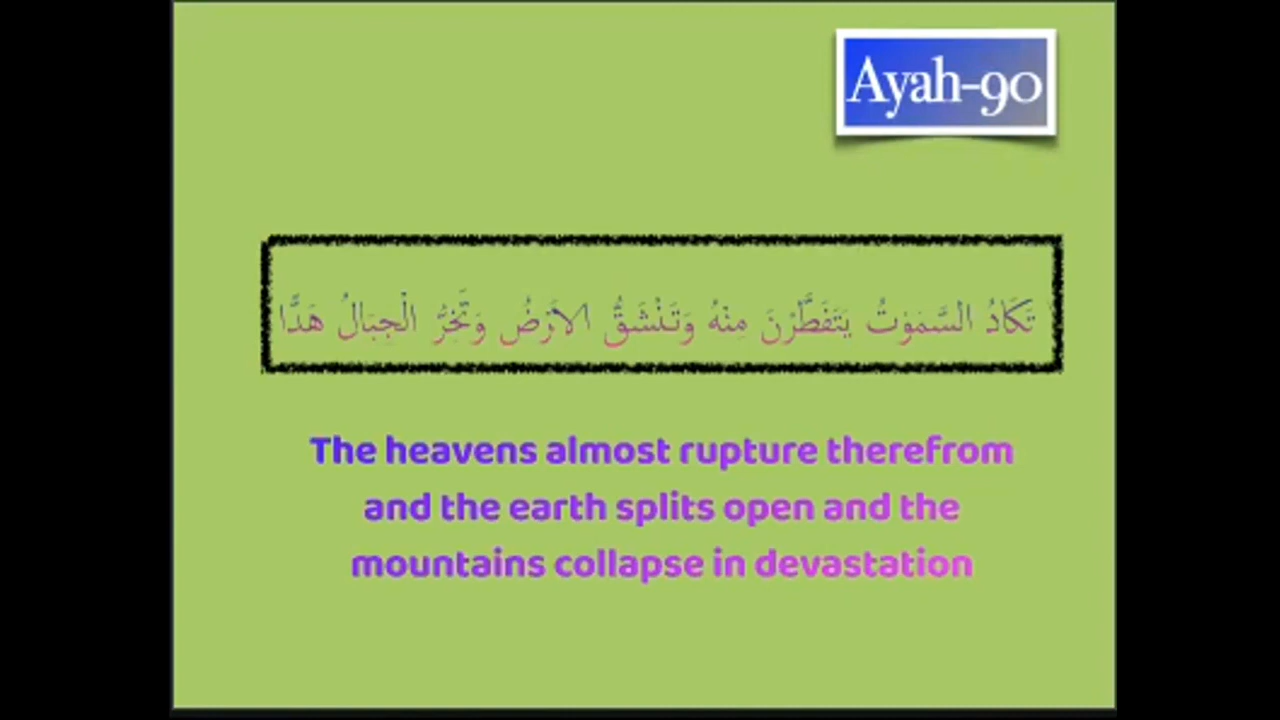 Ayah-90
تَكَادُ السَّمٰوٰتُ يَتَفَطَّرْنَ مِنْهُ وَتَنْشَقُّ الْاَرْضُ وَتَخِرُّ الْجِبَالُ هَدًّا
The heavens almost rupture therefrom
and the earth splits open and the
mountains collapse in devastation